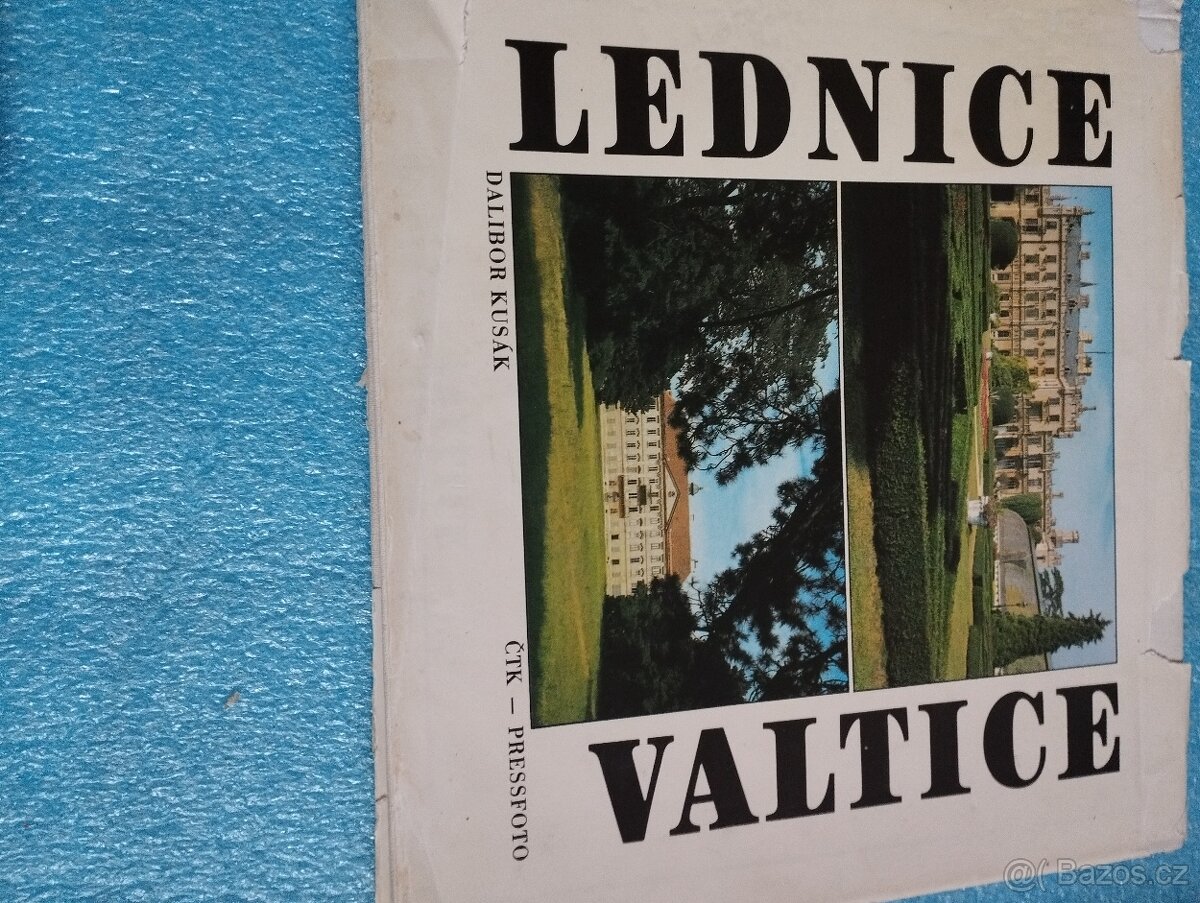 LEDNICE
DALIBOR KUSÁK
ČTK – PRESSFOTO
VALTICE
@( Bazos.cz